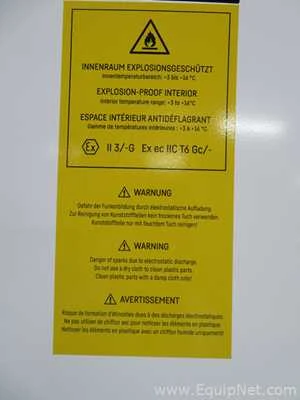 INNENRAUM EXPLOSIONSGESCHÜTZT
Innentemperaturbereich: +3 bis +16 °C
EXPLOSION-PROOF INTERIOR
Interior temperature range: +3 to +16°C
ESPACE INTÉRIEUR ANTIDÉFLAGRANT
Gamme de températures intérieures : +3 à +16 °C
Ex II 3/-G Ex ec IIC T6 Gc/-
WARNUNG
Gefahr der Funkenbildung durch elektrostatische Aufladung.
Zur Reinigung von Kunststoffteilen kein trockenes Tuch verwenden.
Kunststoffteile nur mit feuchtem Tuch reinigen!
WARNING
Danger of sparks due to electrostatic discharge.
Do not use a dry cloth to clean plastic parts.
Clean plastic parts with a damp cloth only!
AVERTISSEMENT
Risque de formation d'étincelles dues à des décharges électrostatiques.
Ne pas utiliser de chiffon sec pour nettoyer les éléments en plastique.
Nettoyer les éléments en plastique avec un chiffon humide uniquement!
www.EquipNet.com